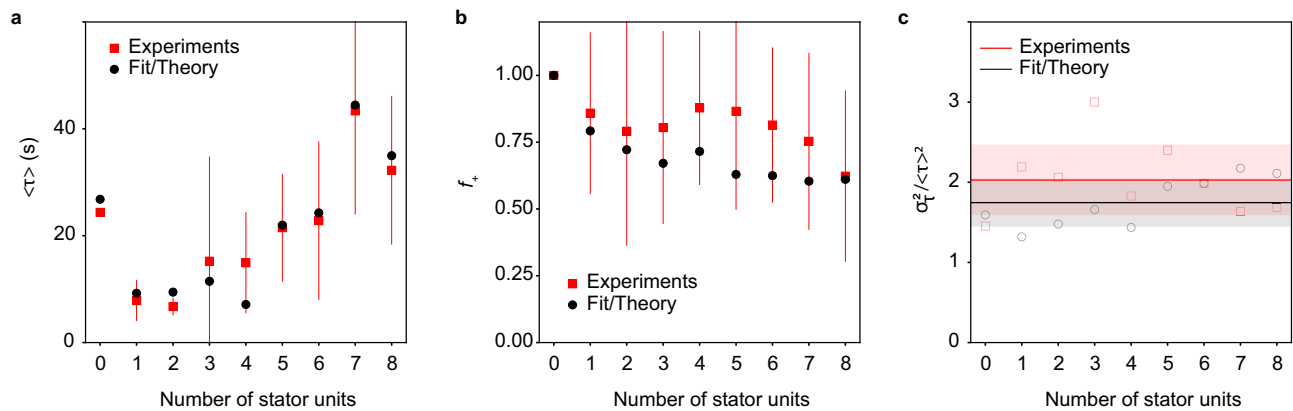 a
Experiments
Fit/Theory
<τ> (s)
40
20
0
0 1 2 3 4 5 6 7 8
Number of stator units
b
f+
1.00
0.75
0.50
0.25
0.00
Experiments
Fit/Theory
0 1 2 3 4 5 6 7 8
Number of stator units
c
Experiments
Fit/Theory
στ²/<τ>²
3
2
1
0 1 2 3 4 5 6 7 8
Number of stator units